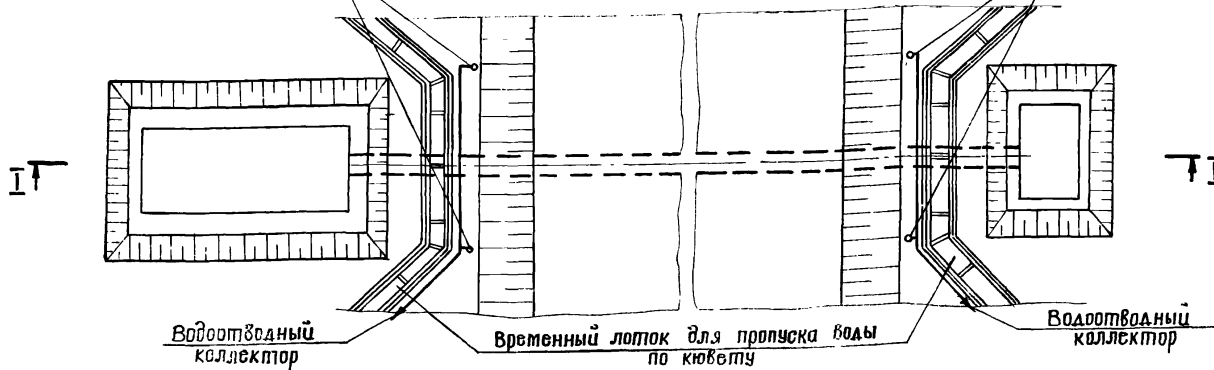 I
I
Водоотводный
коллектор
Временный лоток для пропуска воды
по кювету
Водоотводный
коллектор